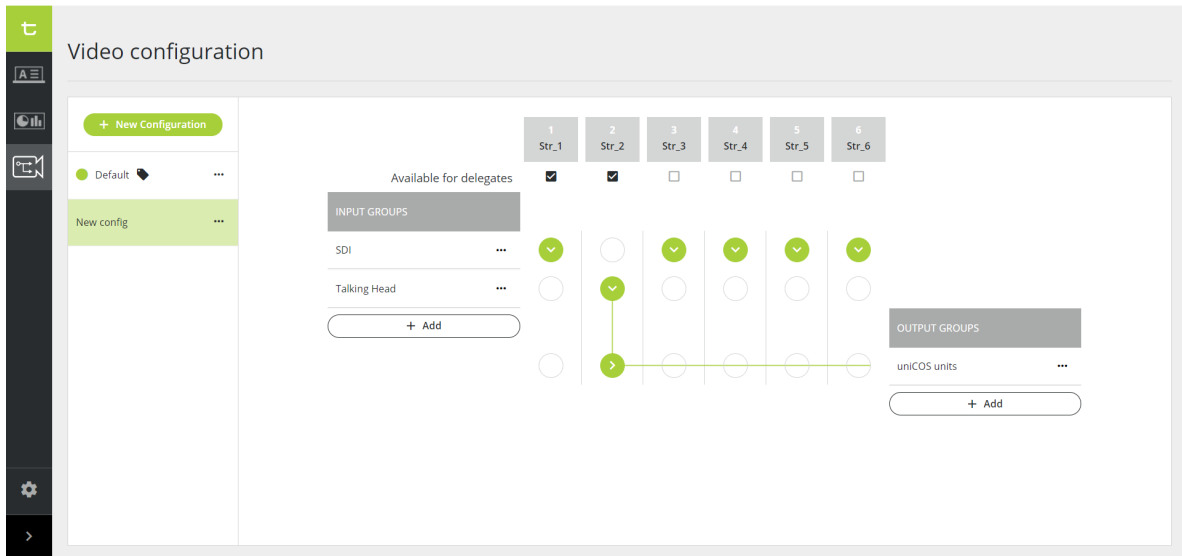 t
Video configuration
A
+ New Configuration
1 2 3 4 5 6
Str_1 Str_2 Str_3 Str_4 Str_5 Str_6
Default ...
Available for delegates
New config ...
INPUT GROUPS
SDI ...
Talking Head ...
+ Add
OUTPUT GROUPS
uniCOS units ...
+ Add